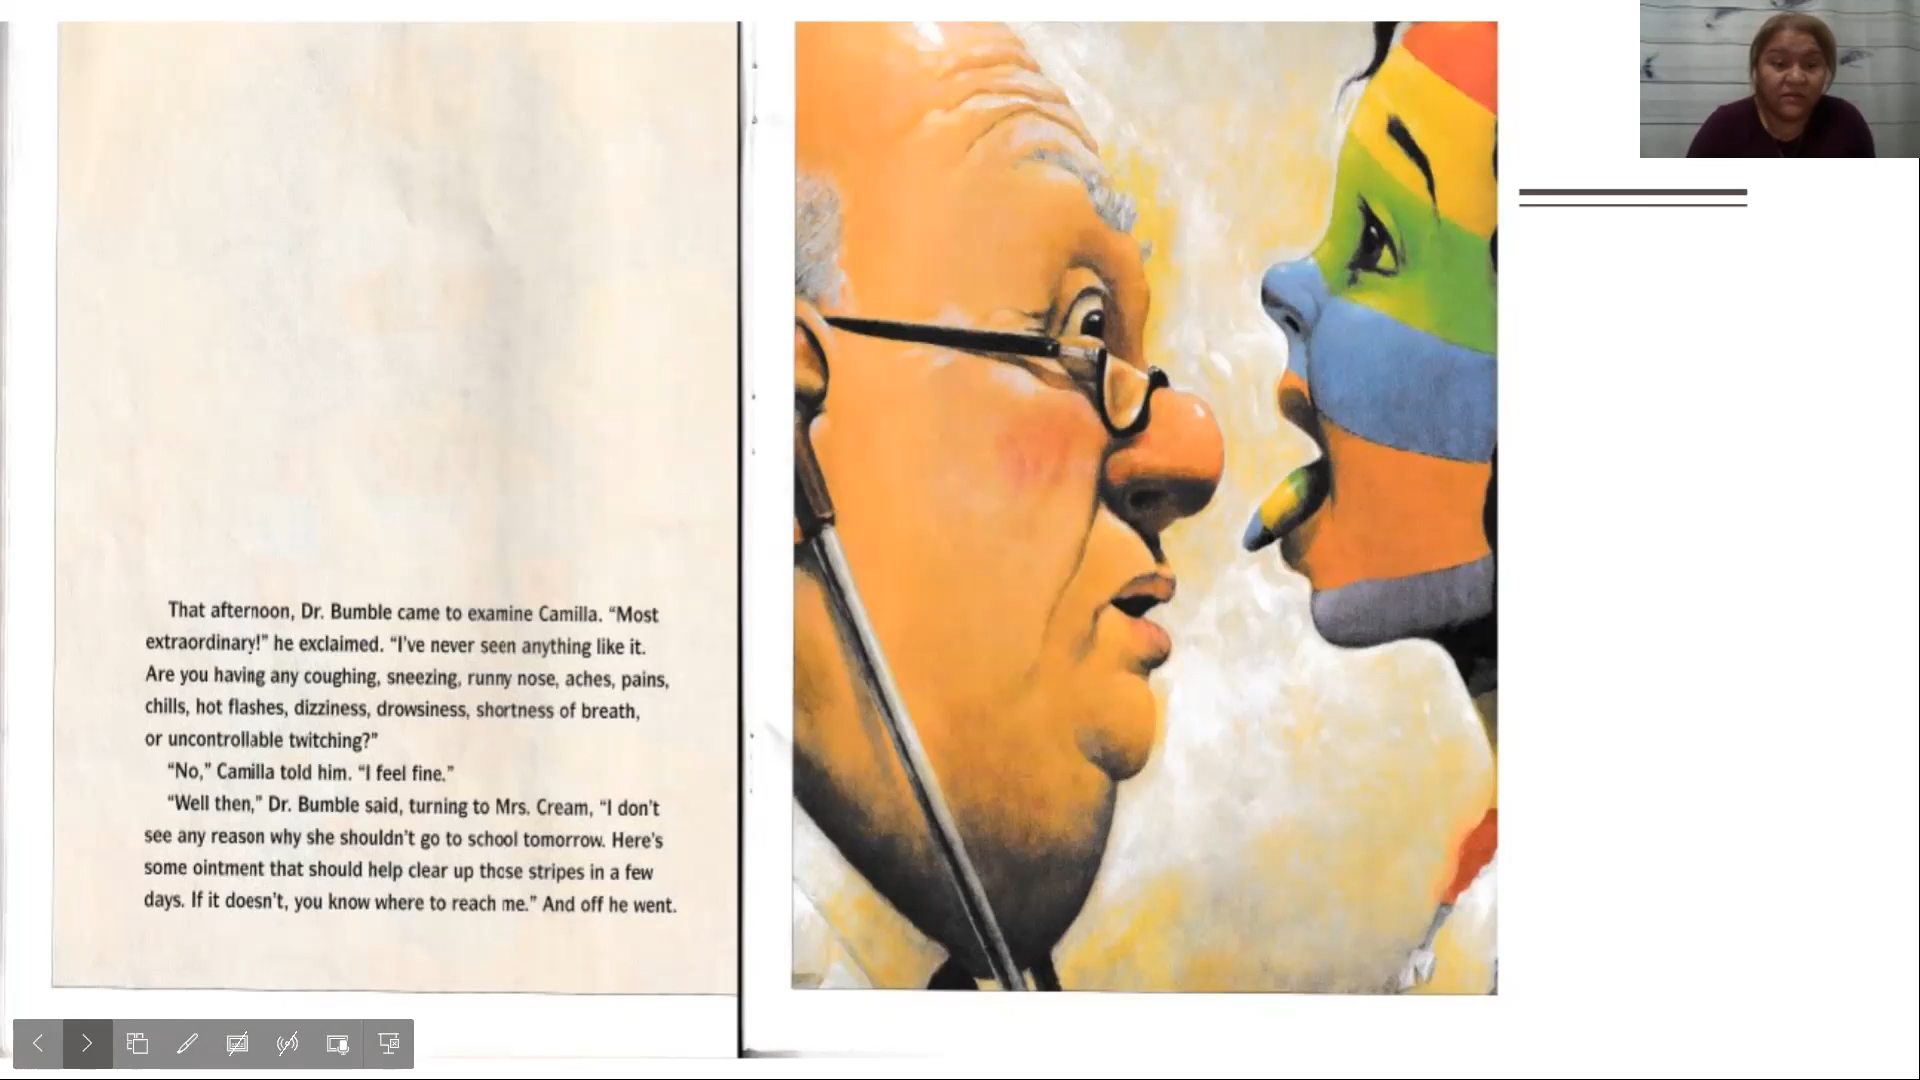 That afternoon, Dr. Bumble came to examine Camilla. “Most
extraordinary!” he exclaimed. “I’ve never seen anything like it.
Are you having any coughing, sneezing, runny nose, aches, pains,
chills, hot flashes, dizziness, drowsiness, shortness of breath,
or uncontrollable twitching?”
“No,” Camilla told him. “I feel fine.”
“Well then,” Dr. Bumble said, turning to Mrs. Cream, “I don’t
see any reason why she shouldn’t go to school tomorrow. Here’s
some ointment that should help clear up those stripes in a few
days. If it doesn’t, you know where to reach me.” And off he went.